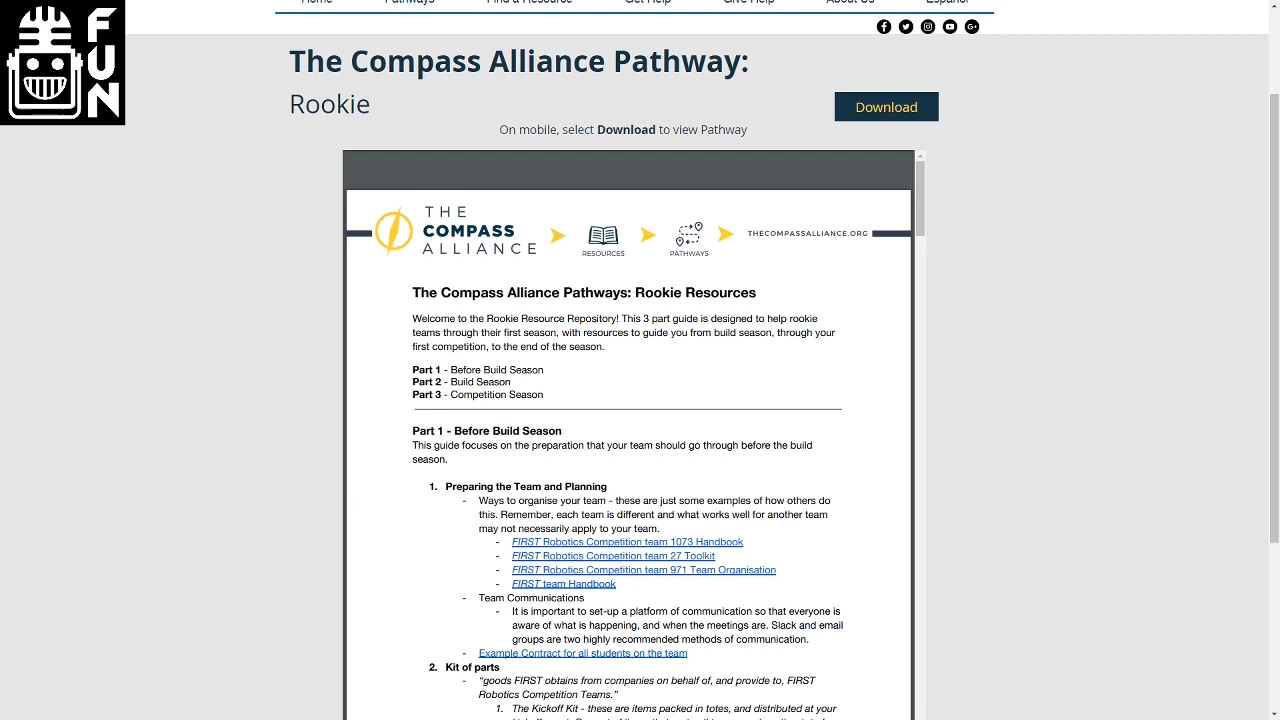 Home Pathways Find a Resource Get Help Give Help About Us Español
FUN
The Compass Alliance Pathway:
Rookie
Download
On mobile, select Download to view Pathway
THE
COMPASS
ALLIANCE
RESOURCES
PATHWAYS
THECOMPASSALLIANCE.ORG
The Compass Alliance Pathways: Rookie Resources
Welcome to the Rookie Resource Repository! This 3 part guide is designed to help rookie
teams through their first season, with resources to guide you from build season, through your
first competition, to the end of the season.
Part 1 - Before Build Season
Part 2 - Build Season
Part 3 - Competition Season
Part 1 - Before Build Season
This guide focuses on the preparation that your team should go through before the build
season.
1. Preparing the Team and Planning
- Ways to organise your team - these are just some examples of how others do
this. Remember, each team is different and what works well for another team
may not necessarily apply to your team.
- FIRST Robotics Competition team 1073 Handbook
- FIRST Robotics Competition team 27 Toolkit
- FIRST Robotics Competition team 971 Team Organisation
- FIRST team Handbook
- Team Communications
- It is important to set-up a platform of communication so that everyone is
aware of what is happening, and when the meetings are. Slack and email
groups are two highly recommended methods of communication.
- Example Contract for all students on the team
2. Kit of parts
- "goods FIRST obtains from companies on behalf of, and provide to, FIRST
Robotics Competition Teams."
1. The Kickoff Kit - these are items packed in totes, and distributed at your